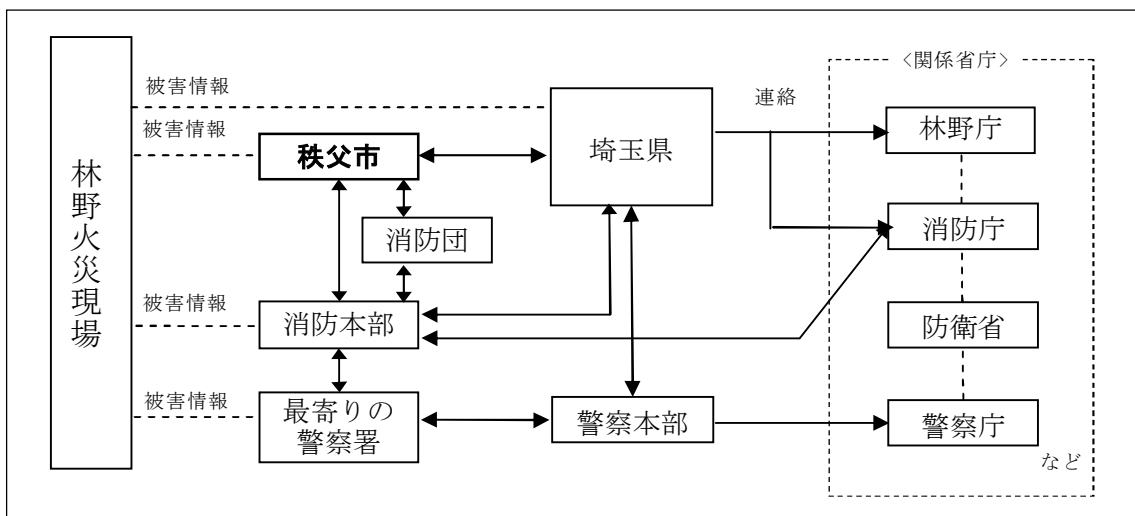 林野火災現場
被害情報
被害情報
被害情報
被害情報
秩父市
消防団
消防本部
最寄りの
警察署
埼玉県
警察本部
連絡
<関係省庁>
林野庁
消防庁
防衛省
警察庁
など